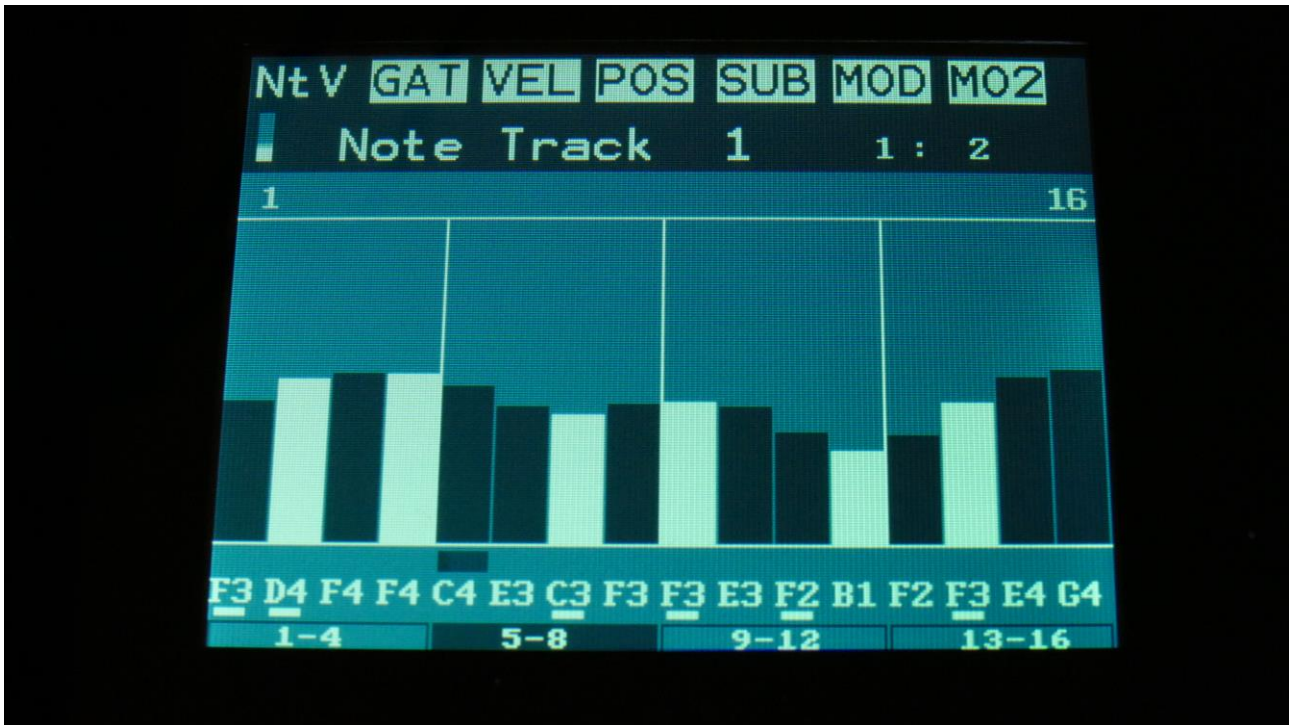 NtV GAT VEL POS SUB MOD MO2
Note Track 1 1: 2
1 16
F3 D4 F4 F4 C4 E3 C3 F3 F3 E3 F2 B1 F2 F3 E4 G4
1-4 5-8 9-12 13-16